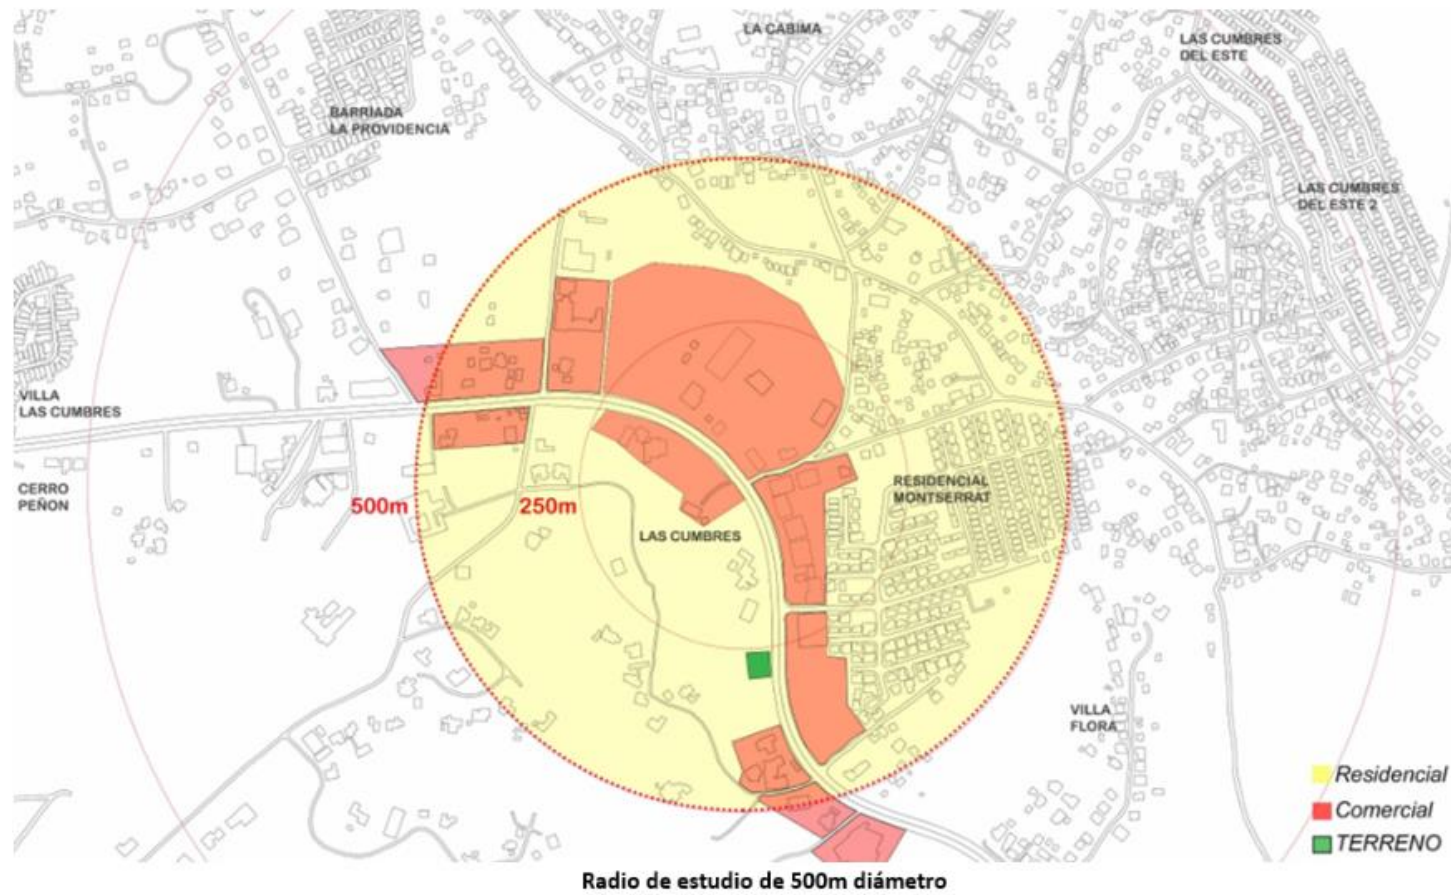 LA CABIMA
LAS CUMBRES
DEL ESTE
BARRIADA
LA PROVIDENCIA
LAS CUMBRES
DEL ESTE 2
VILLA
LAS CUMBRES
CERRO
PEÑON
500m
250m
RESIDENCIAL
MONTSERRAT
LAS CUMBRES
VILLA
FLORA
Residencial
Comercial
TERRENO
Radio de estudio de 500m diámetro